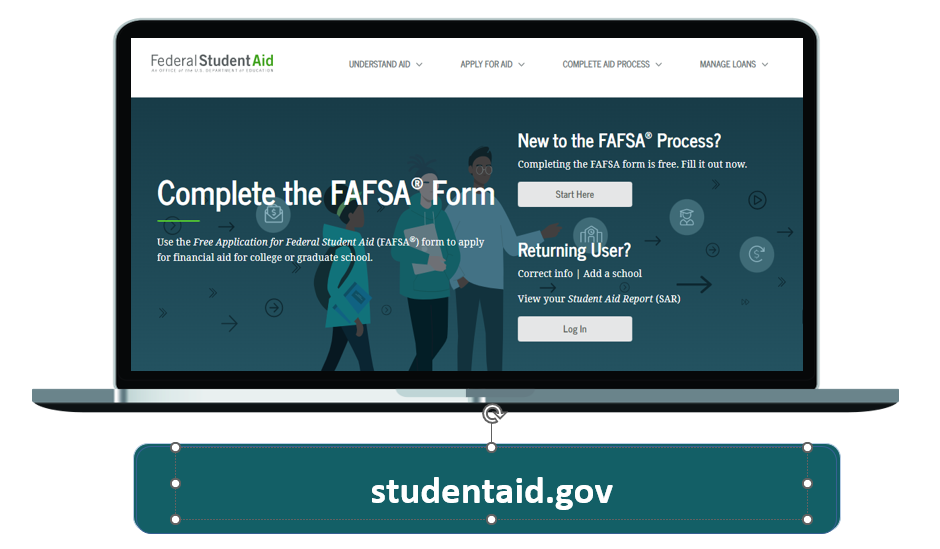 Federal Student Aid
An OFFICE of the U.S. DEPARTMENT of EDUCATION
UNDERSTAND AID
APPLY FOR AID
COMPLETE AID PROCESS
MANAGE LOANS
Complete the FAFSA® Form
Use the Free Application for Federal Student Aid (FAFSA®) form to apply
for financial aid for college or graduate school.
New to the FAFSA® Process?
Completing the FAFSA form is free. Fill it out now.
Start Here
Returning User?
Correct info | Add a school
View your Student Aid Report (SAR)
Log In
studentaid.gov